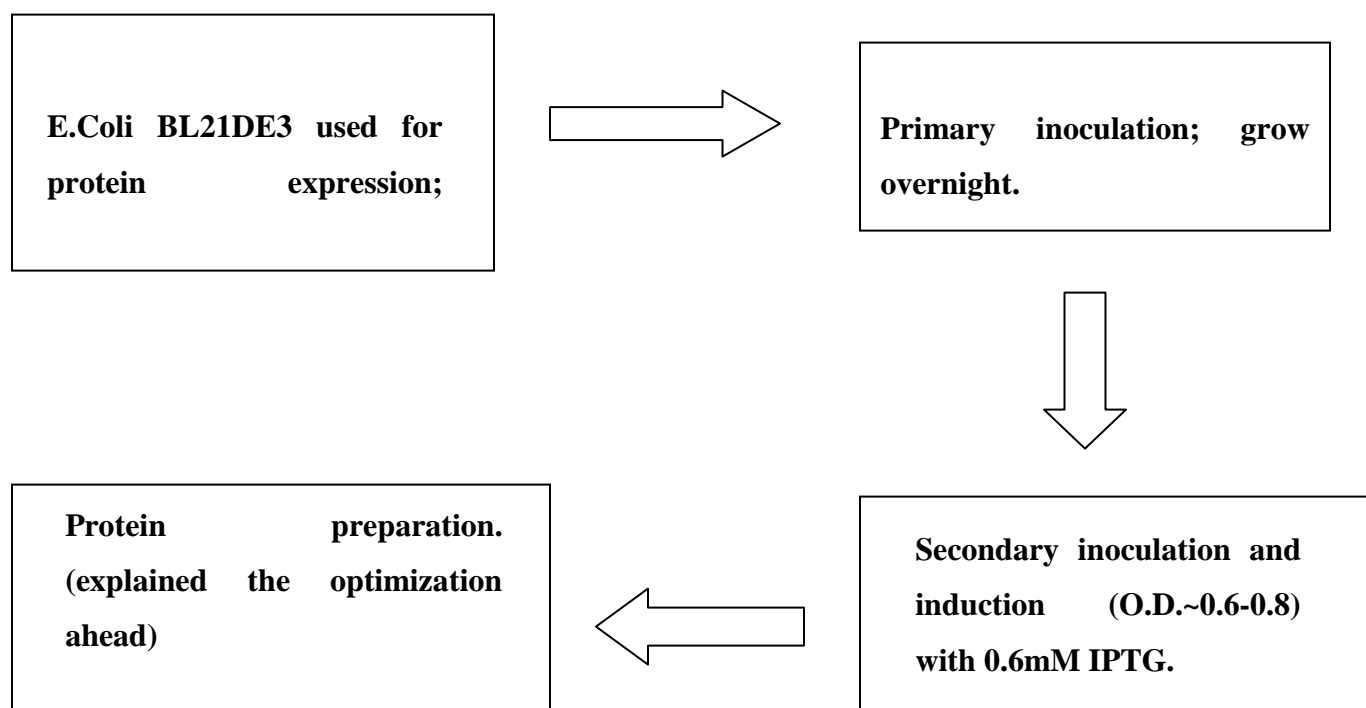 E.Coli BL21DE3 used for
protein expression;
Primary inoculation; grow
overnight.
Secondary inoculation and
induction (O.D.~0.6-0.8)
with 0.6mM IPTG.
Protein preparation.
(explained the optimization
ahead)